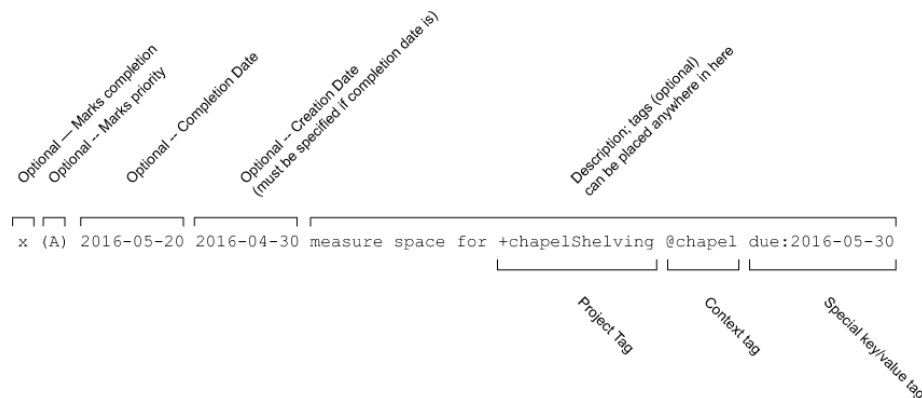 Optional — Marks completion
Optional -- Marks priority
Optional -- Completion Date
Optional -- Creation Date
(must be specified if completion date is)
Description; tags (optional)
can be placed anywhere in here
x (A) 2016-05-20 2016-04-30 measure space for +chapelShelving @chapel due:2016-05-30
Project Tag
Context tag
Special key/value tag